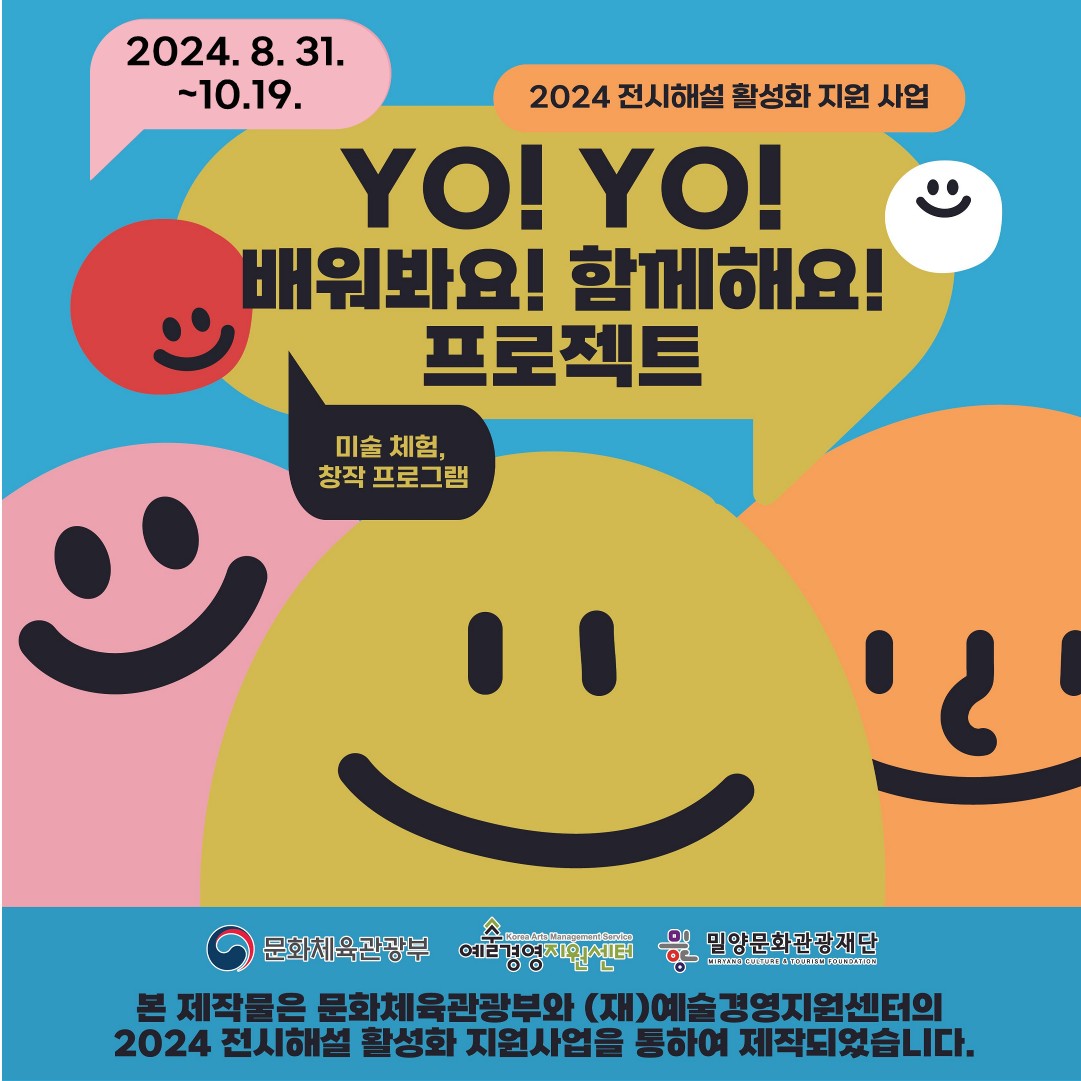 2024. 8. 31.
~10.19.
2024 전시해설 활성화 지원 사업
YO! YO!
배워봐요! 함께해요!
프로젝트
미술 체험,
창작 프로그램
문화체육관광부
Korea Arts Management Service
예술경영지원센터
밀양문화관광재단
MIRYANG CULTURE & TOURISM FOUNDATION
본 제작물은 문화체육관광부와 (재)예술경영지원센터의
2024 전시해설 활성화 지원사업을 통하여 제작되었습니다.